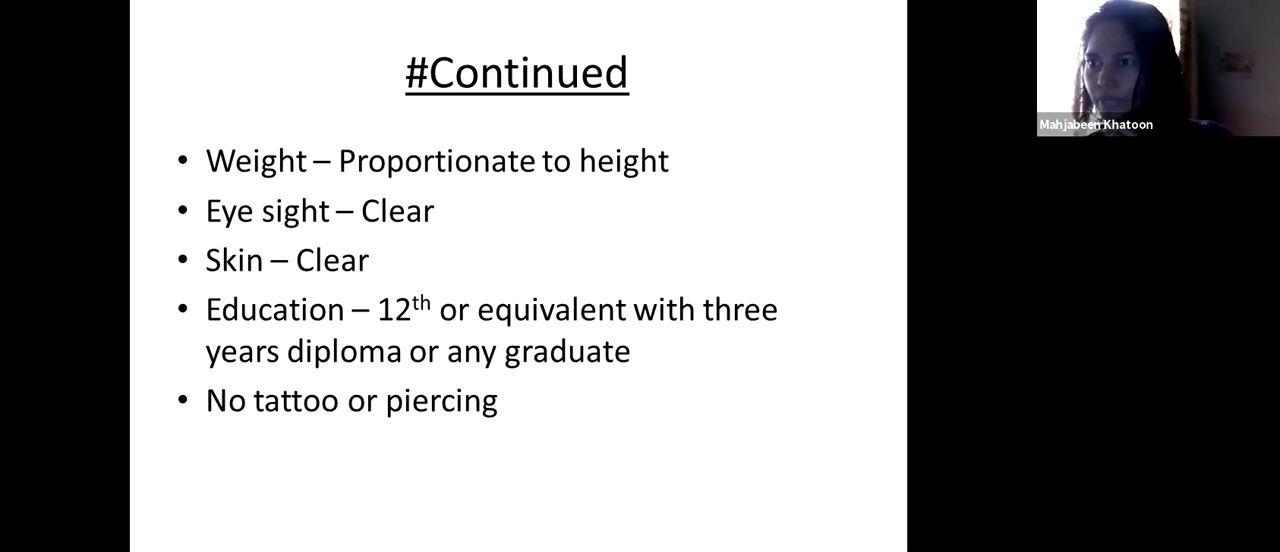 #Continued
• Weight – Proportionate to height
• Eye sight – Clear
• Skin – Clear
• Education – 12th or equivalent with three
years diploma or any graduate
• No tattoo or piercing
Mahjabeen Khatoon